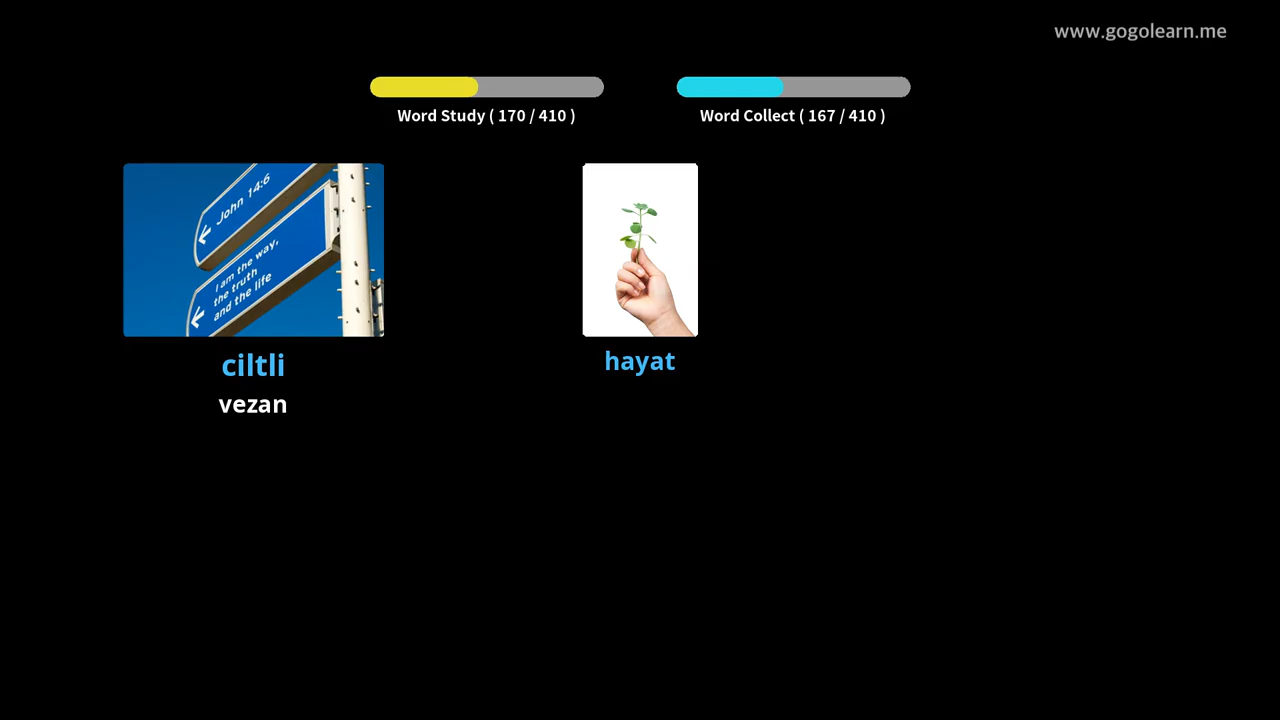 www.gogolearn.me
Word Study ( 170 / 410 )
Word Collect ( 167 / 410 )
John 14:6
I am the way,
the truth
and the life
ciltli
vezan
hayat